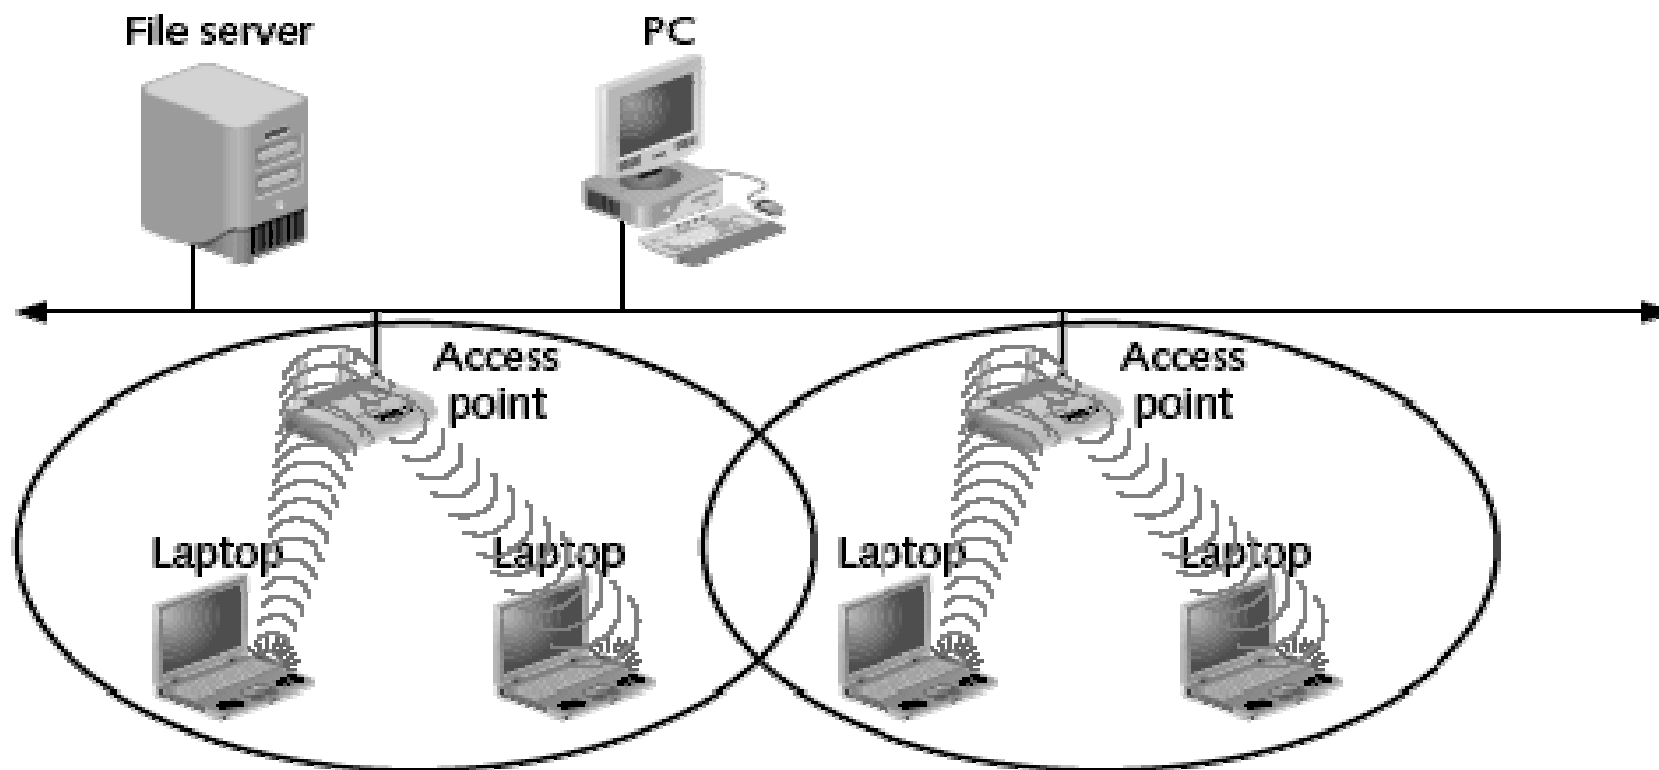 File server
PC
Access
point
Access
point
Laptop
Laptop
Laptop
Laptop